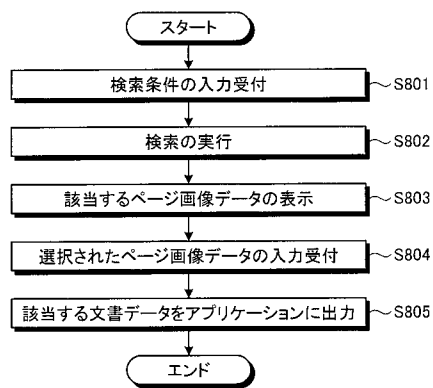 スタート
検索条件の入力受付 S801
検索の実行 S802
該当するページ画像データの表示 S803
選択されたページ画像データの入力受付 S804
該当する文書データをアプリケーションに出力 S805
エンド